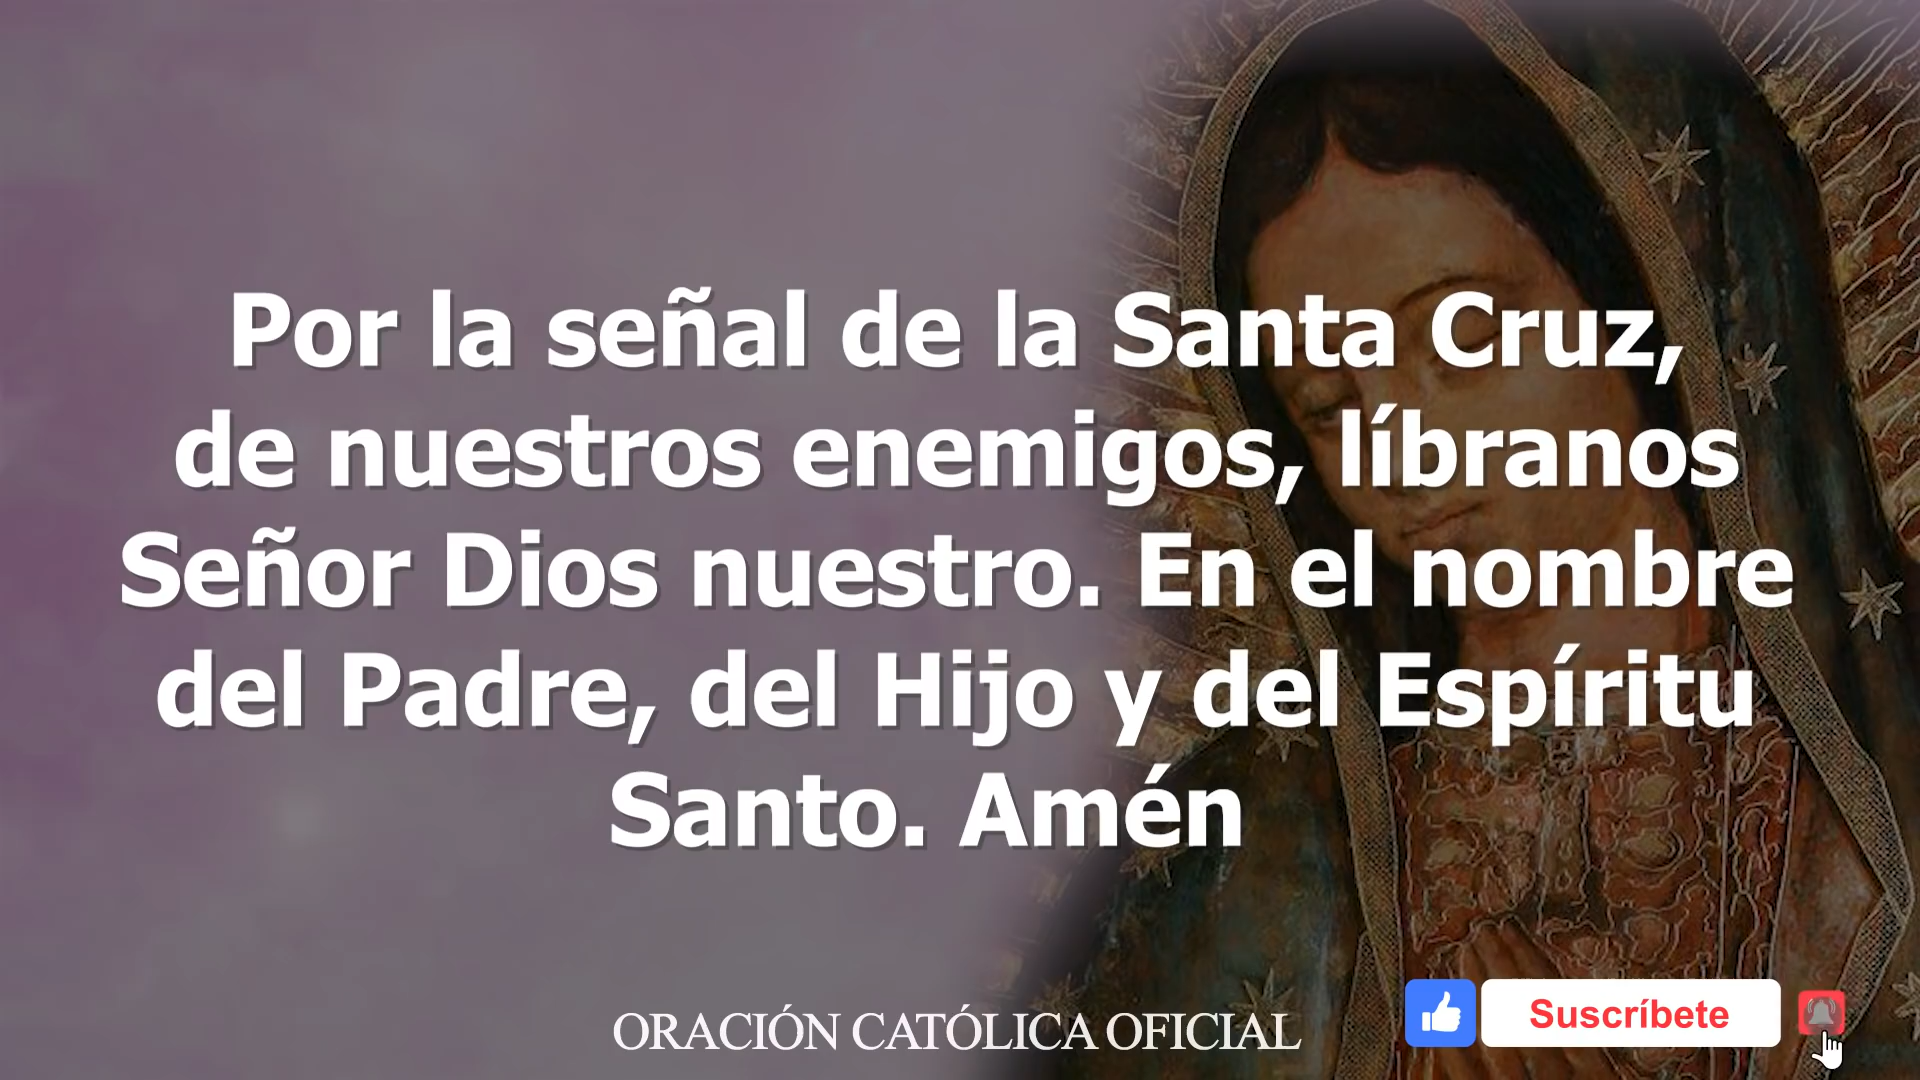 Por la señal de la Santa Cruz,
de nuestros enemigos, líbranos
Señor Dios nuestro. En el nombre
del Padre, del Hijo y del Espíritu
Santo. Amén
ORACIÓN CATÓLICA OFICIAL
Suscríbete